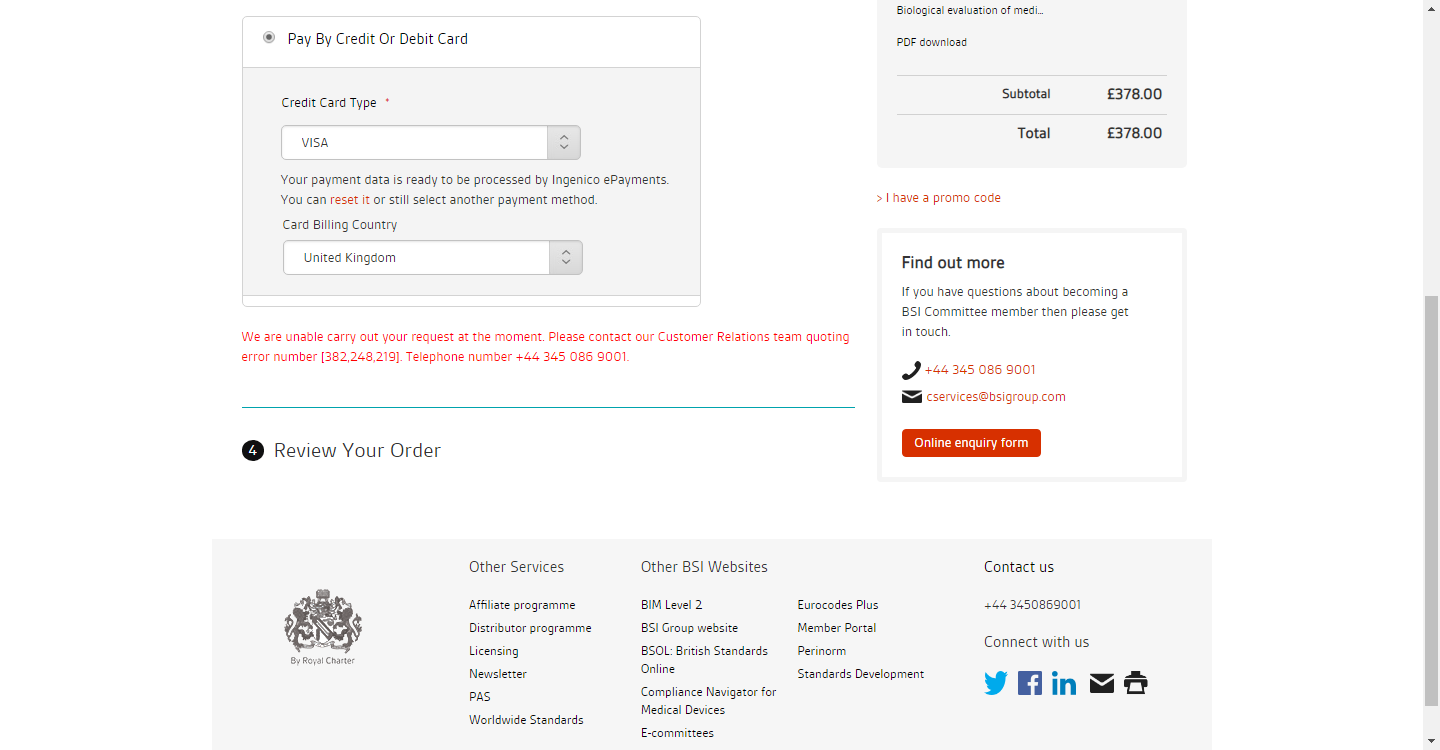 Pay By Credit Or Debit Card
Credit Card Type *
VISA
Your payment data is ready to be processed by Ingenico ePayments.
You can reset it or still select another payment method.
Card Billing Country
United Kingdom
We are unable carry out your request at the moment. Please contact our Customer Relations team quoting
error number [382,248,219]. Telephone number +44 345 086 9001.
4 Review Your Order
Biological evaluation of medi...
PDF download
Subtotal £378.00
Total £378.00
> I have a promo code
Find out more
If you have questions about becoming a
BSI Committee member then please get
in touch.
+44 345 086 9001
cservices@bsigroup.com
Online enquiry form
By Royal Charter
Other Services
Affiliate programme
Distributor programme
Licensing
Newsletter
PAS
Worldwide Standards
Other BSI Websites
BIM Level 2
BSI Group website
BSOL: British Standards
Online
Compliance Navigator for
Medical Devices
E-committees
Eurocodes Plus
Member Portal
Perinorm
Standards Development
Contact us
+44 3450869001
Connect with us